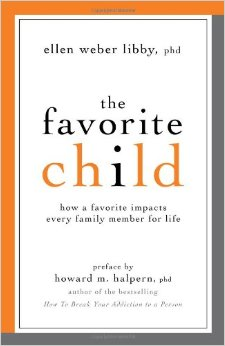 ellen weber libby, phd
the
favorite
child
how a favorite impacts
every family member for life
preface by
howard m. halpern, phd
author of the bestselling
How To Break Your Addiction to a Person